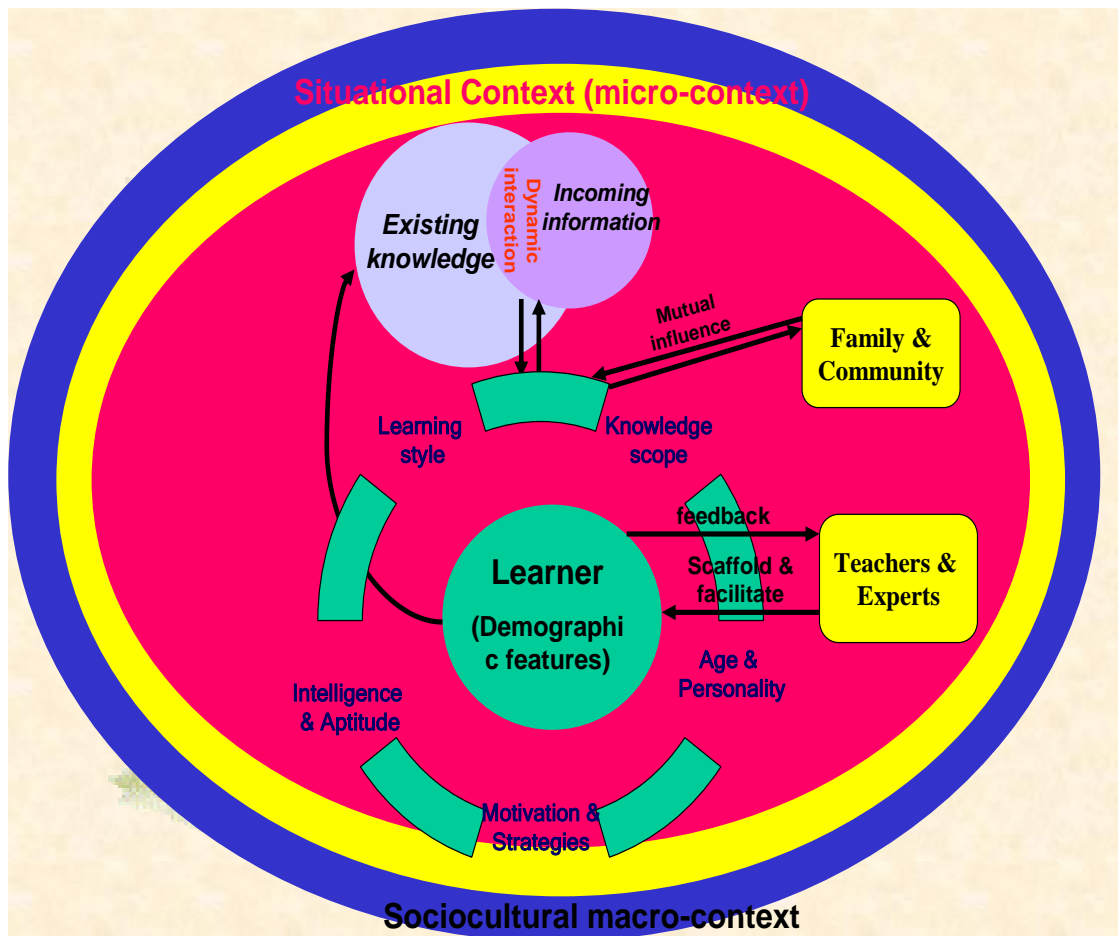 Situational Context (micro-context)
Existing
knowledge
Dynamic
interaction
Incoming
information
Mutual
influence
Family &
Community
Learning
style
Knowledge
scope
feedback
Scaffold &
facilitate
Teachers &
Experts
Learner
(Demographi
c features)
Age &
Personality
Intelligence
& Aptitude
Motivation &
Strategies
Sociocultural macro-context